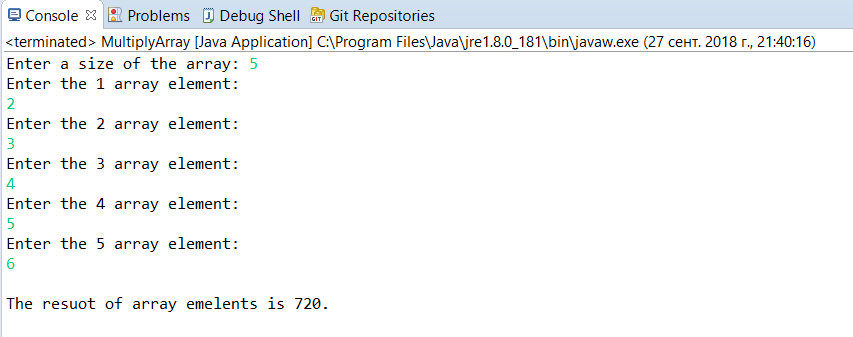 Console Problems Debug Shell Git Repositories
<terminated> MultiplyArray [Java Application] C:\Program Files\Java\jre1.8.0_181\bin\javaw.exe (27 сент. 2018 г., 21:40:16)
Enter a size of the array: 5
Enter the 1 array element:
2
Enter the 2 array element:
3
Enter the 3 array element:
4
Enter the 4 array element:
5
Enter the 5 array element:
6
The resuot of array emelents is 720.